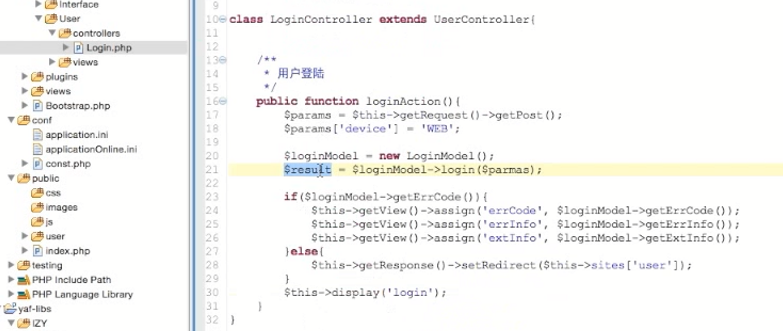 Interface
User
controllers
Login.php
views
plugins
views
Bootstrap.php
conf
application.ini
applicationOnline.ini
const.php
public
css
images
js
user
index.php
testing
PHP Include Path
PHP Language Library
yaf-libs
IZY
9
10 class LoginController extends UserController{
11
12
13 /**
14 * 用户登陆
15 */
16 public function loginAction(){
17 $params = $this->getRequest()->getPost();
18 $params['device'] = 'WEB';
19
20 $loginModel = new LoginModel();
21 $result = $loginModel->login($parmas);
22
23 if($loginModel->getErrCode()){
24 $this->getView()->assign('errCode', $loginModel->getErrCode());
25 $this->getView()->assign('errInfo', $loginModel->getErrInfo());
26 $this->getView()->assign('extInfo', $loginModel->getExtInfo());
27 }else{
28 $this->getResponse()->setRedirect($this->sites['user']);
29 }
30 $this->display('login');
31 }
32 }